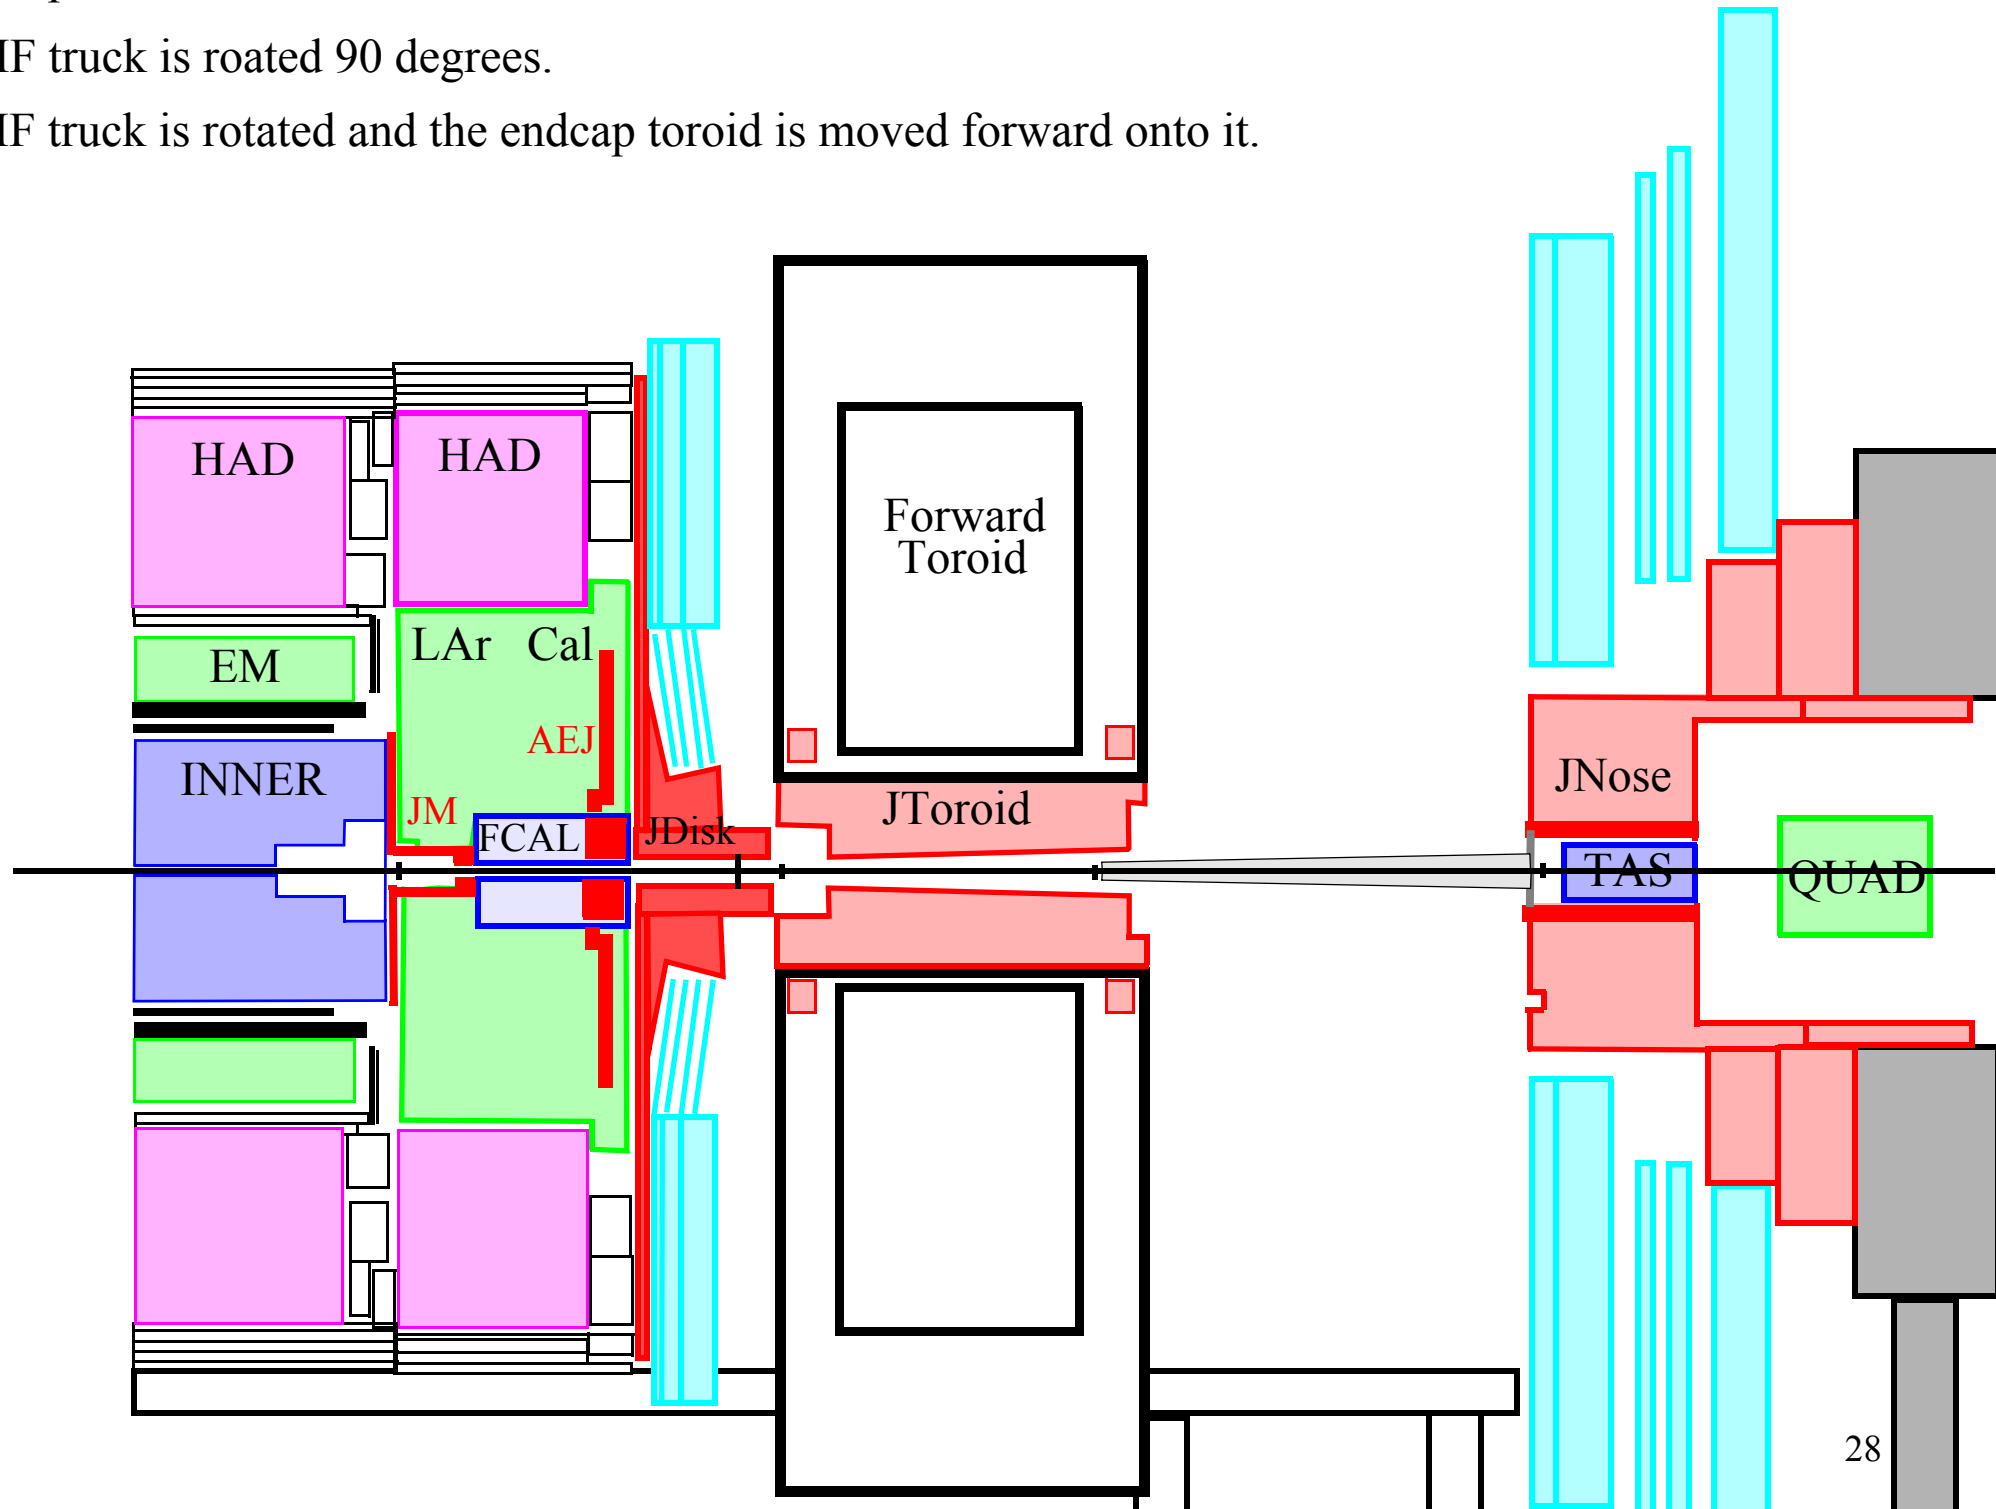 IF truck is roated 90 degrees.
IF truck is rotated and the endcap toroid is moved forward onto it.
HAD
HAD
Forward
Toroid
LAr Cal
EM
AEJ
INNER
JM
FCAL
JDisk
JToroid
JNose
TAS
QUAD
28